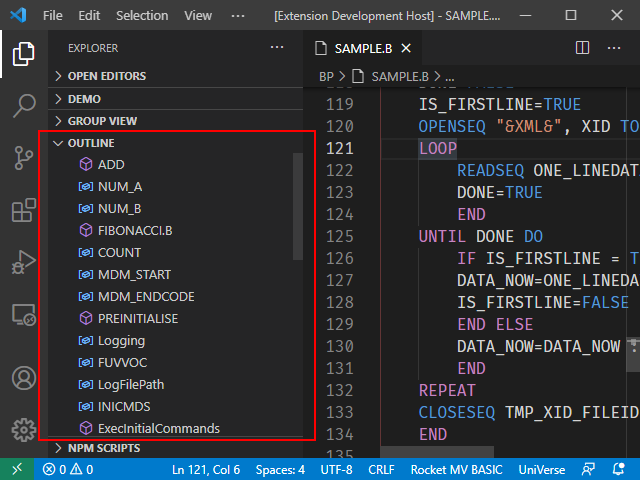 File Edit Selection ··· [Extension Development Host] - SAMPLE....
EXPLORER ···
OPEN EDITORS
DEMO
GROUP VIEW
OUTLINE
ADD
NUM_A
NUM_B
FIBONACCI.B
COUNT
MDM_START
MDM_ENDCODE
PREINITIALISE
Logging
FUVVOC
LogFilePath
INICMDS
ExecInitialCommands
NPM SCRIPTS
SAMPLE.B
BP > SAMPLE.B > ...
119 IS_FIRSTLINE=TRUE
120 OPENSEQ "&XML&", XID TO
121 LOOP
122 READSEQ ONE_LINEDATA
123 DONE=TRUE
124 END
125 UNTIL DONE DO
126 IF IS_FIRSTLINE = T
127 DATA_NOW=ONE_LINEDA
128 IS_FIRSTLINE=FALSE
129 END ELSE
130 DATA_NOW=DATA_NOW :
131 END
132 REPEAT
133 CLOSESEQ TMP_XID_FILEID
134 END
135
0 0 Ln 121, Col 6 Spaces: 4 UTF-8 CRLF Rocket MV BASIC UniVerse